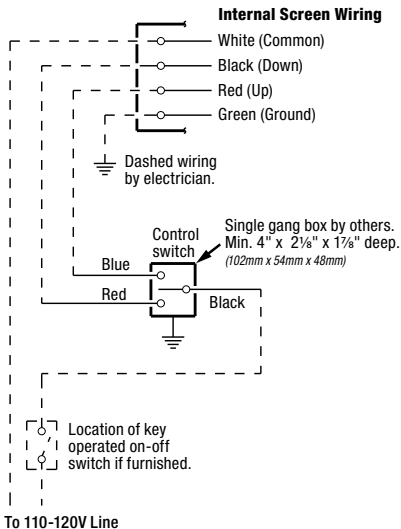 Internal Screen Wiring
White (Common)
Black (Down)
Red (Up)
Green (Ground)
Dashed wiring
by electrician.
Single gang box by others.
Min. 4" x 2⅛" x 1⅞" deep.
(102mm x 54mm x 48mm)
Control
switch
Blue
Red
Black
Location of key
operated on-off
switch if furnished.
To 110-120V Line